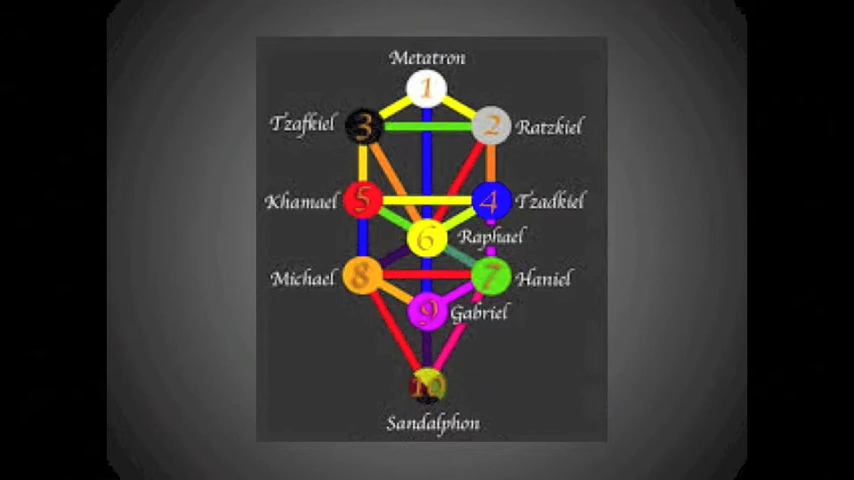 Metatron
1
Tzafkiel 3 2 Ratzkiel
Khamael 5 4 Tzadkiel
6 Raphael
Michael 8 7 Haniel
9 Gabriel
10
Sandalphon